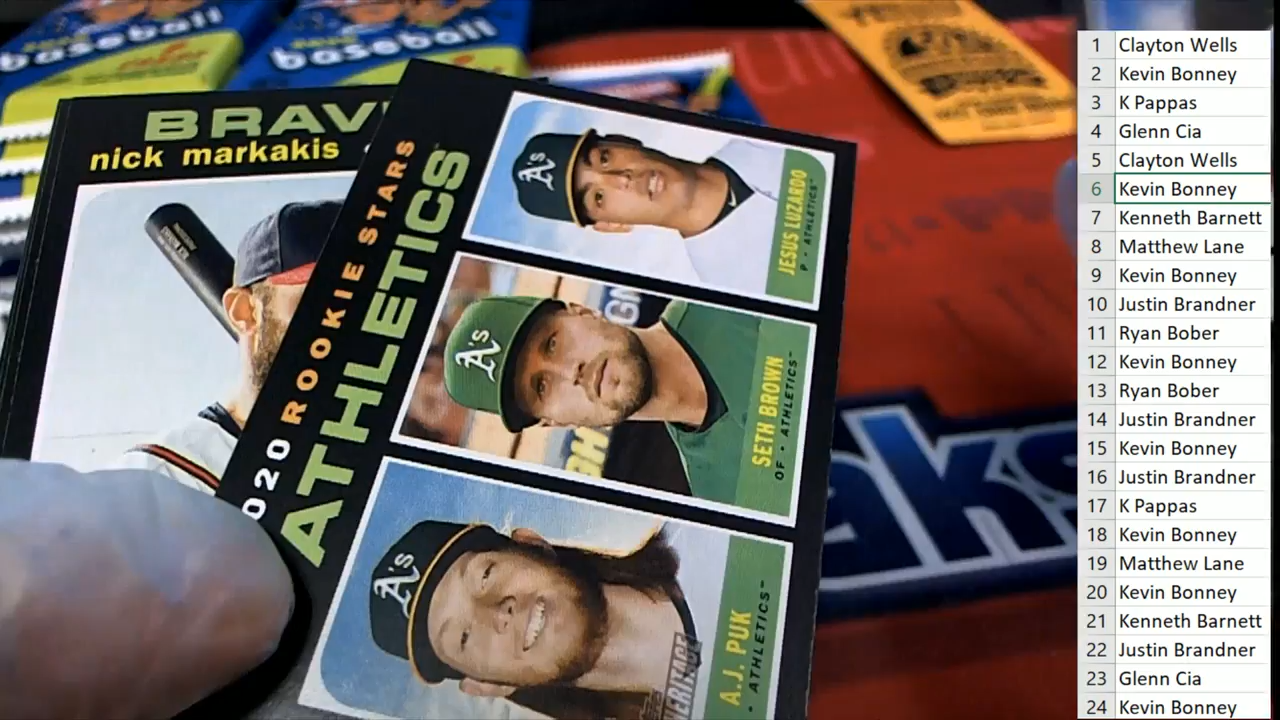 baseball
baseball
BRAV
nick markakis
2020 ROOKIE STARS
ATHLETICS
A's
JESUS LUZARDO
P • ATHLETICS
A's
SETH BROWN
OF • ATHLETICS
A's
A.J. PUK
• ATHLETICS
HERITAGE
aks
1 Clayton Wells
2 Kevin Bonney
3 K Pappas
4 Glenn Cia
5 Clayton Wells
6 Kevin Bonney
7 Kenneth Barnett
8 Matthew Lane
9 Kevin Bonney
10 Justin Brandner
11 Ryan Bober
12 Kevin Bonney
13 Ryan Bober
14 Justin Brandner
15 Kevin Bonney
16 Justin Brandner
17 K Pappas
18 Kevin Bonney
19 Matthew Lane
20 Kevin Bonney
21 Kenneth Barnett
22 Justin Brandner
23 Glenn Cia
24 Kevin Bonney